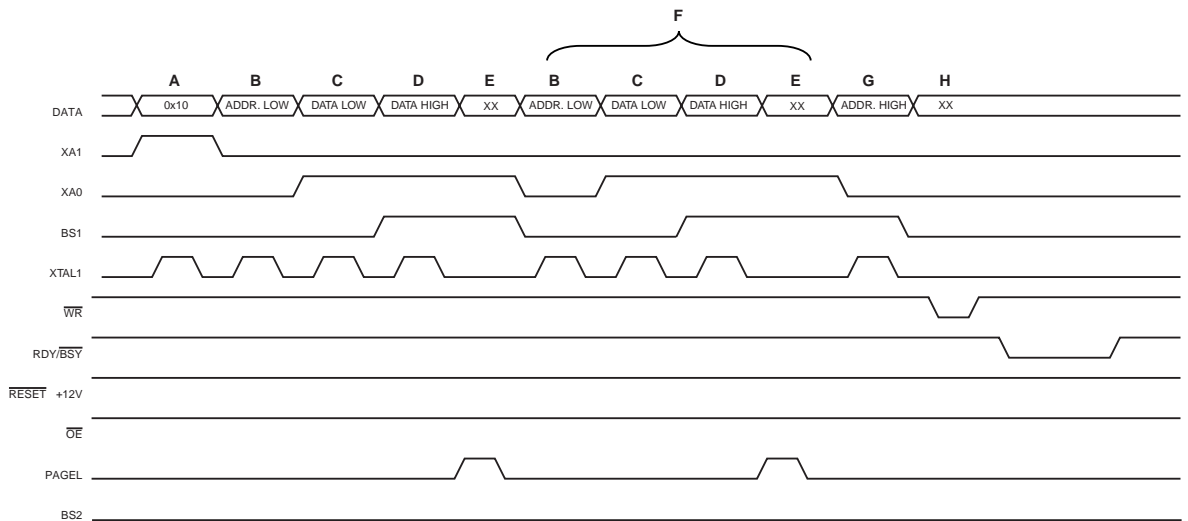 F
A B C D E B C D E G H
DATA 0x10 ADDR. LOW DATA LOW DATA HIGH XX ADDR. LOW DATA LOW DATA HIGH XX ADDR. HIGH XX
XA1
XA0
BS1
XTAL1
WR
RDY/BSY
RESET +12V
OE
PAGEL
BS2